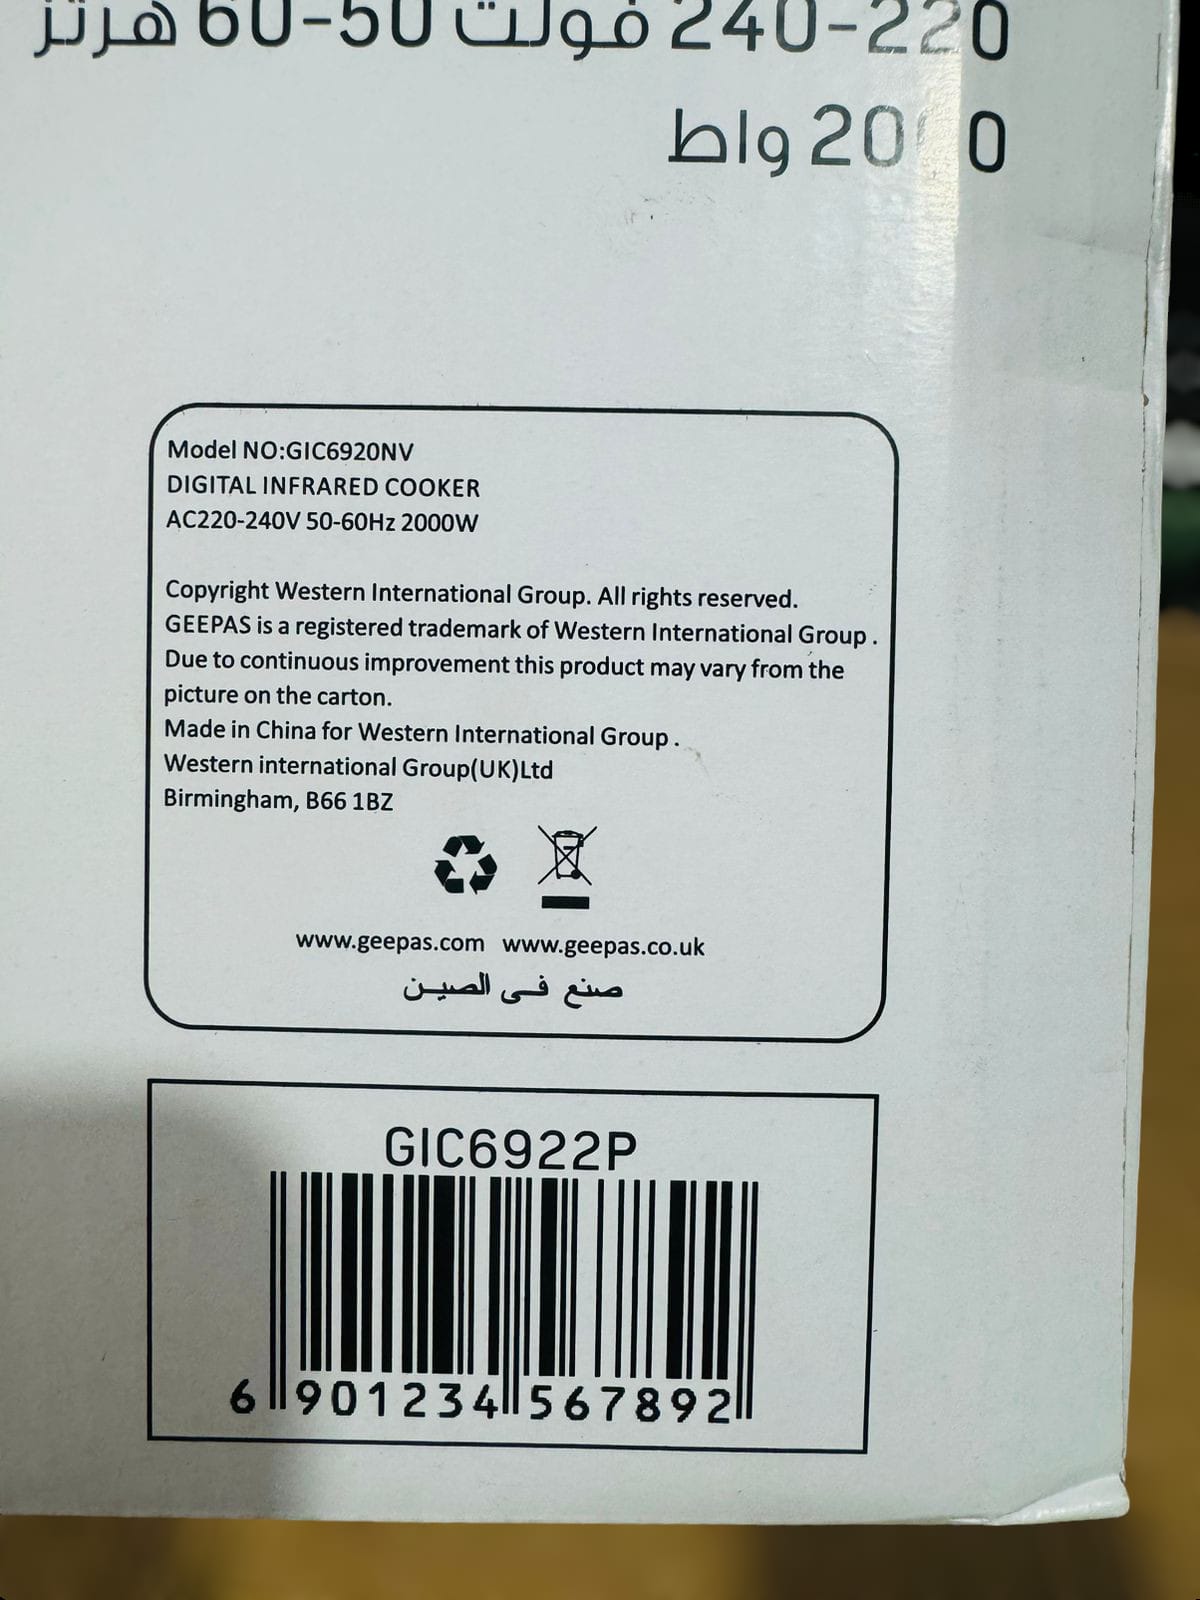 220-240 فولت 50-60 هرتز
20 0 واط
Model NO:GIC6920NV
DIGITAL INFRARED COOKER
AC220-240V 50-60Hz 2000W
Copyright Western International Group. All rights reserved.
GEEPAS is a registered trademark of Western International Group .
Due to continuous improvement this product may vary from the
picture on the carton.
Made in China for Western International Group .
Western international Group(UK)Ltd
Birmingham, B66 1BZ
www.geepas.com www.geepas.co.uk
صنع فى الصين
GIC6922P
6 901234 567892